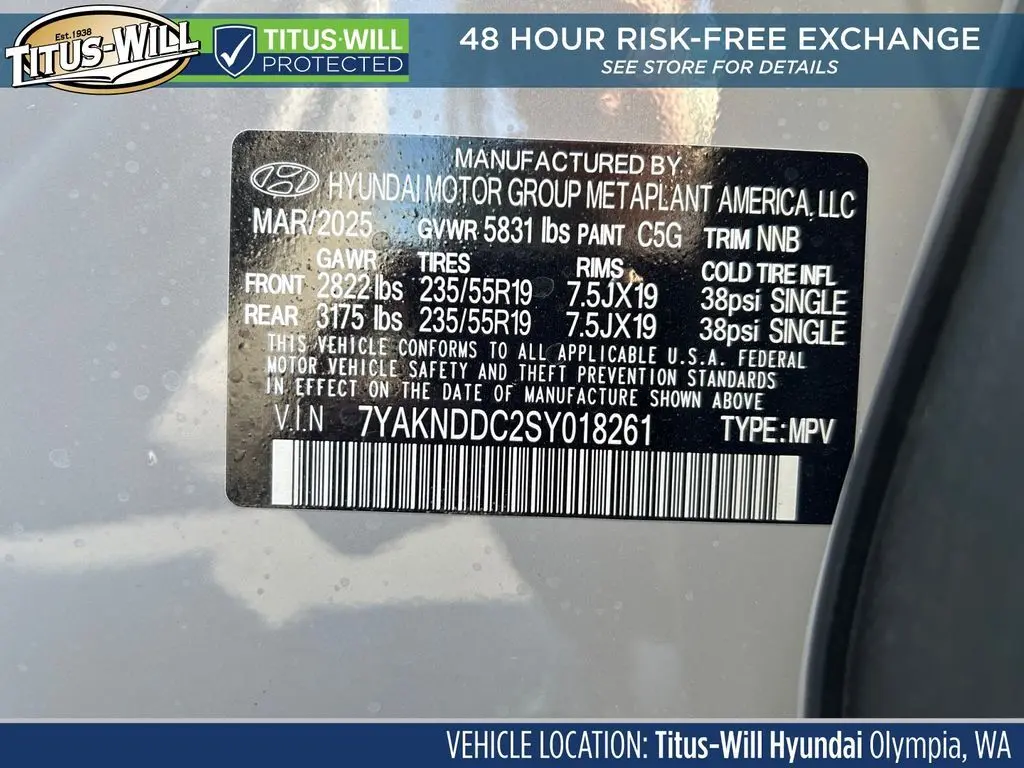 Est. 1938
TITUS-WILL
TITUS-WILL
PROTECTED
48 HOUR RISK-FREE EXCHANGE
SEE STORE FOR DETAILS
MANUFACTURED BY
HYUNDAI MOTOR GROUP METAPLANT AMERICA, LLC
MAR/2025 GVWR 5831 lbs PAINT C5G TRIM NNB
GAWR TIRES RIMS COLD TIRE INFL
FRONT 2822 lbs 235/55R19 7.5JX19 38psi SINGLE
REAR 3175 lbs 235/55R19 7.5JX19 38psi SINGLE
THIS VEHICLE CONFORMS TO ALL APPLICABLE U.S.A. FEDERAL
MOTOR VEHICLE SAFETY AND THEFT PREVENTION STANDARDS
IN EFFECT ON THE DATE OF MANUFACTURE SHOWN ABOVE
V.I.N 7YAKNDDC2SY018261 TYPE: MPV
VEHICLE LOCATION: Titus-Will Hyundai Olympia, WA